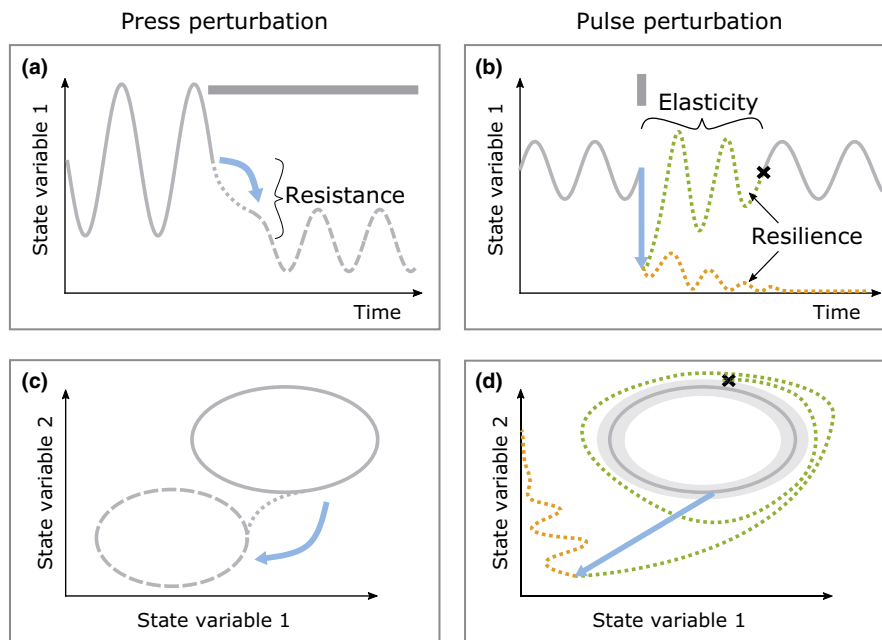 Press perturbation
Pulse perturbation
(a)
State variable 1
Resistance
Time
(b)
State variable 1
Elasticity
Resilience
Time
(c)
State variable 2
State variable 1
(d)
State variable 2
State variable 1